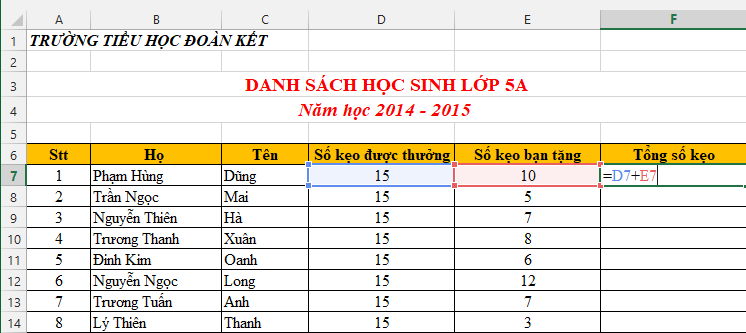 A B C D E F
1 TRƯỜNG TIỂU HỌC ĐOÀN KẾT
2
3 DANH SÁCH HỌC SINH LỚP 5A
4 Năm học 2014 - 2015
5
6 Stt Họ Tên Số kẹo được thưởng Số kẹo bạn tặng Tổng số kẹo
7 1 Phạm Hùng Dũng 15 10 =D7+E7
8 2 Trần Ngọc Mai 15 5
9 3 Nguyễn Thiên Hà 15 7
10 4 Trương Thanh Xuân 15 8
11 5 Đinh Kim Oanh 15 6
12 6 Nguyễn Ngọc Long 15 12
13 7 Trương Tuấn Anh 15 7
14 8 Lý Thiên Thanh 15 3